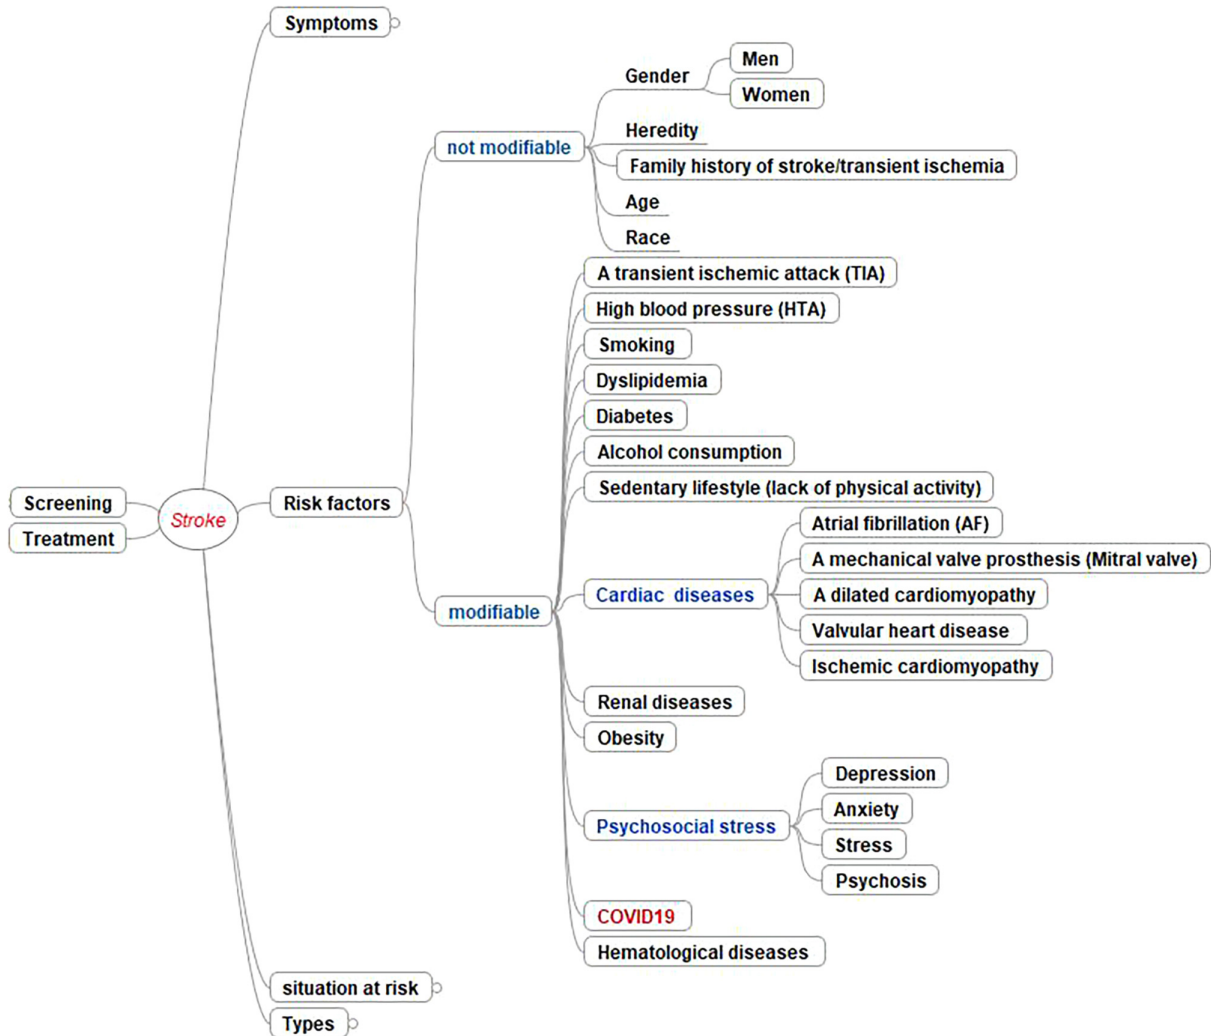 Symptoms
Gender
Men
Women
not modifiable
Heredity
Family history of stroke/transient ischemia
Age
Race
A transient ischemic attack (TIA)
High blood pressure (HTA)
Smoking
Dyslipidemia
Diabetes
Alcohol consumption
Sedentary lifestyle (lack of physical activity)
Screening
Treatment
Stroke
Risk factors
modifiable
Cardiac diseases
Atrial fibrillation (AF)
A mechanical valve prosthesis (Mitral valve)
A dilated cardiomyopathy
Valvular heart disease
Ischemic cardiomyopathy
Renal diseases
Obesity
Psychosocial stress
Depression
Anxiety
Stress
Psychosis
COVID19
Hematological diseases
situation at risk
Types